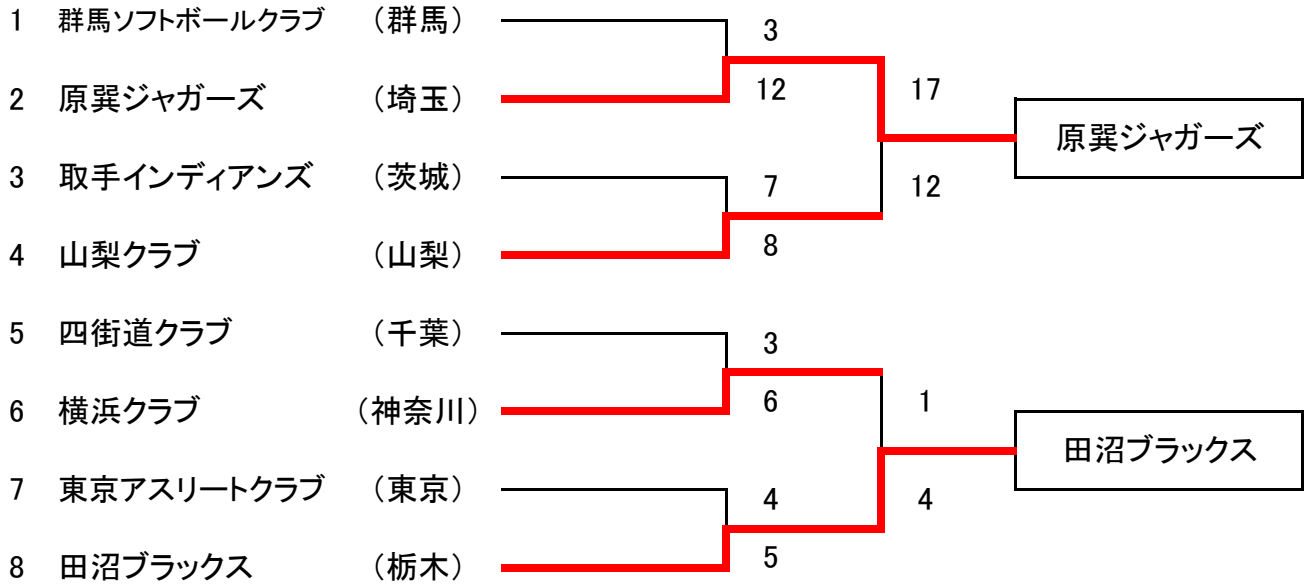 1 群馬ソフトボールクラブ （群馬）
3
2 原巽ジャガーズ （埼玉）
12
17
原巽ジャガーズ
3 取手インディアンズ （茨城）
7
12
4 山梨クラブ （山梨）
8
5 四街道クラブ （千葉）
3
6 横浜クラブ （神奈川）
6
1
田沼ブラックス
7 東京アスリートクラブ （東京）
4
4
8 田沼ブラックス （栃木）
5